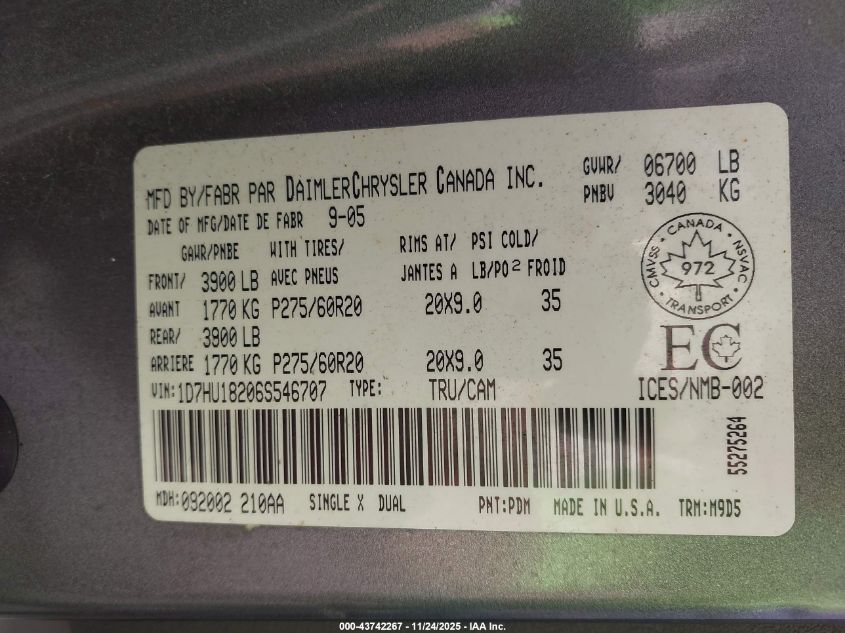 MFD BY/FABR PAR DAIMLERCHRYSLER CANADA INC.
GVWR/ 06700 LB
PNBV 3040 KG
DATE OF MFG/DATE DE FABR 9-05
GAWR/PNBE WITH TIRES/ RIMS AT/ PSI COLD/
FRONT/ 3900 LB AVEC PNEUS JANTES A LB/PO² FROID
AVANT 1770 KG P275/60R20 20X9.0 35
REAR/ 3900 LB
ARRIERE 1770 KG P275/60R20 20X9.0 35
CANADA
CMVSS 972 NSVAC
TRANSPORT
EC
ICES/NMB-002
VIN:1D7HU18206S546707 TYPE: TRU/CAM
55275264
MDH:092002 210AA SINGLE X DUAL PNT:PDM MADE IN U.S.A. TRM:M9D5
000-43742267 - 11/24/2025 - IAA Inc.